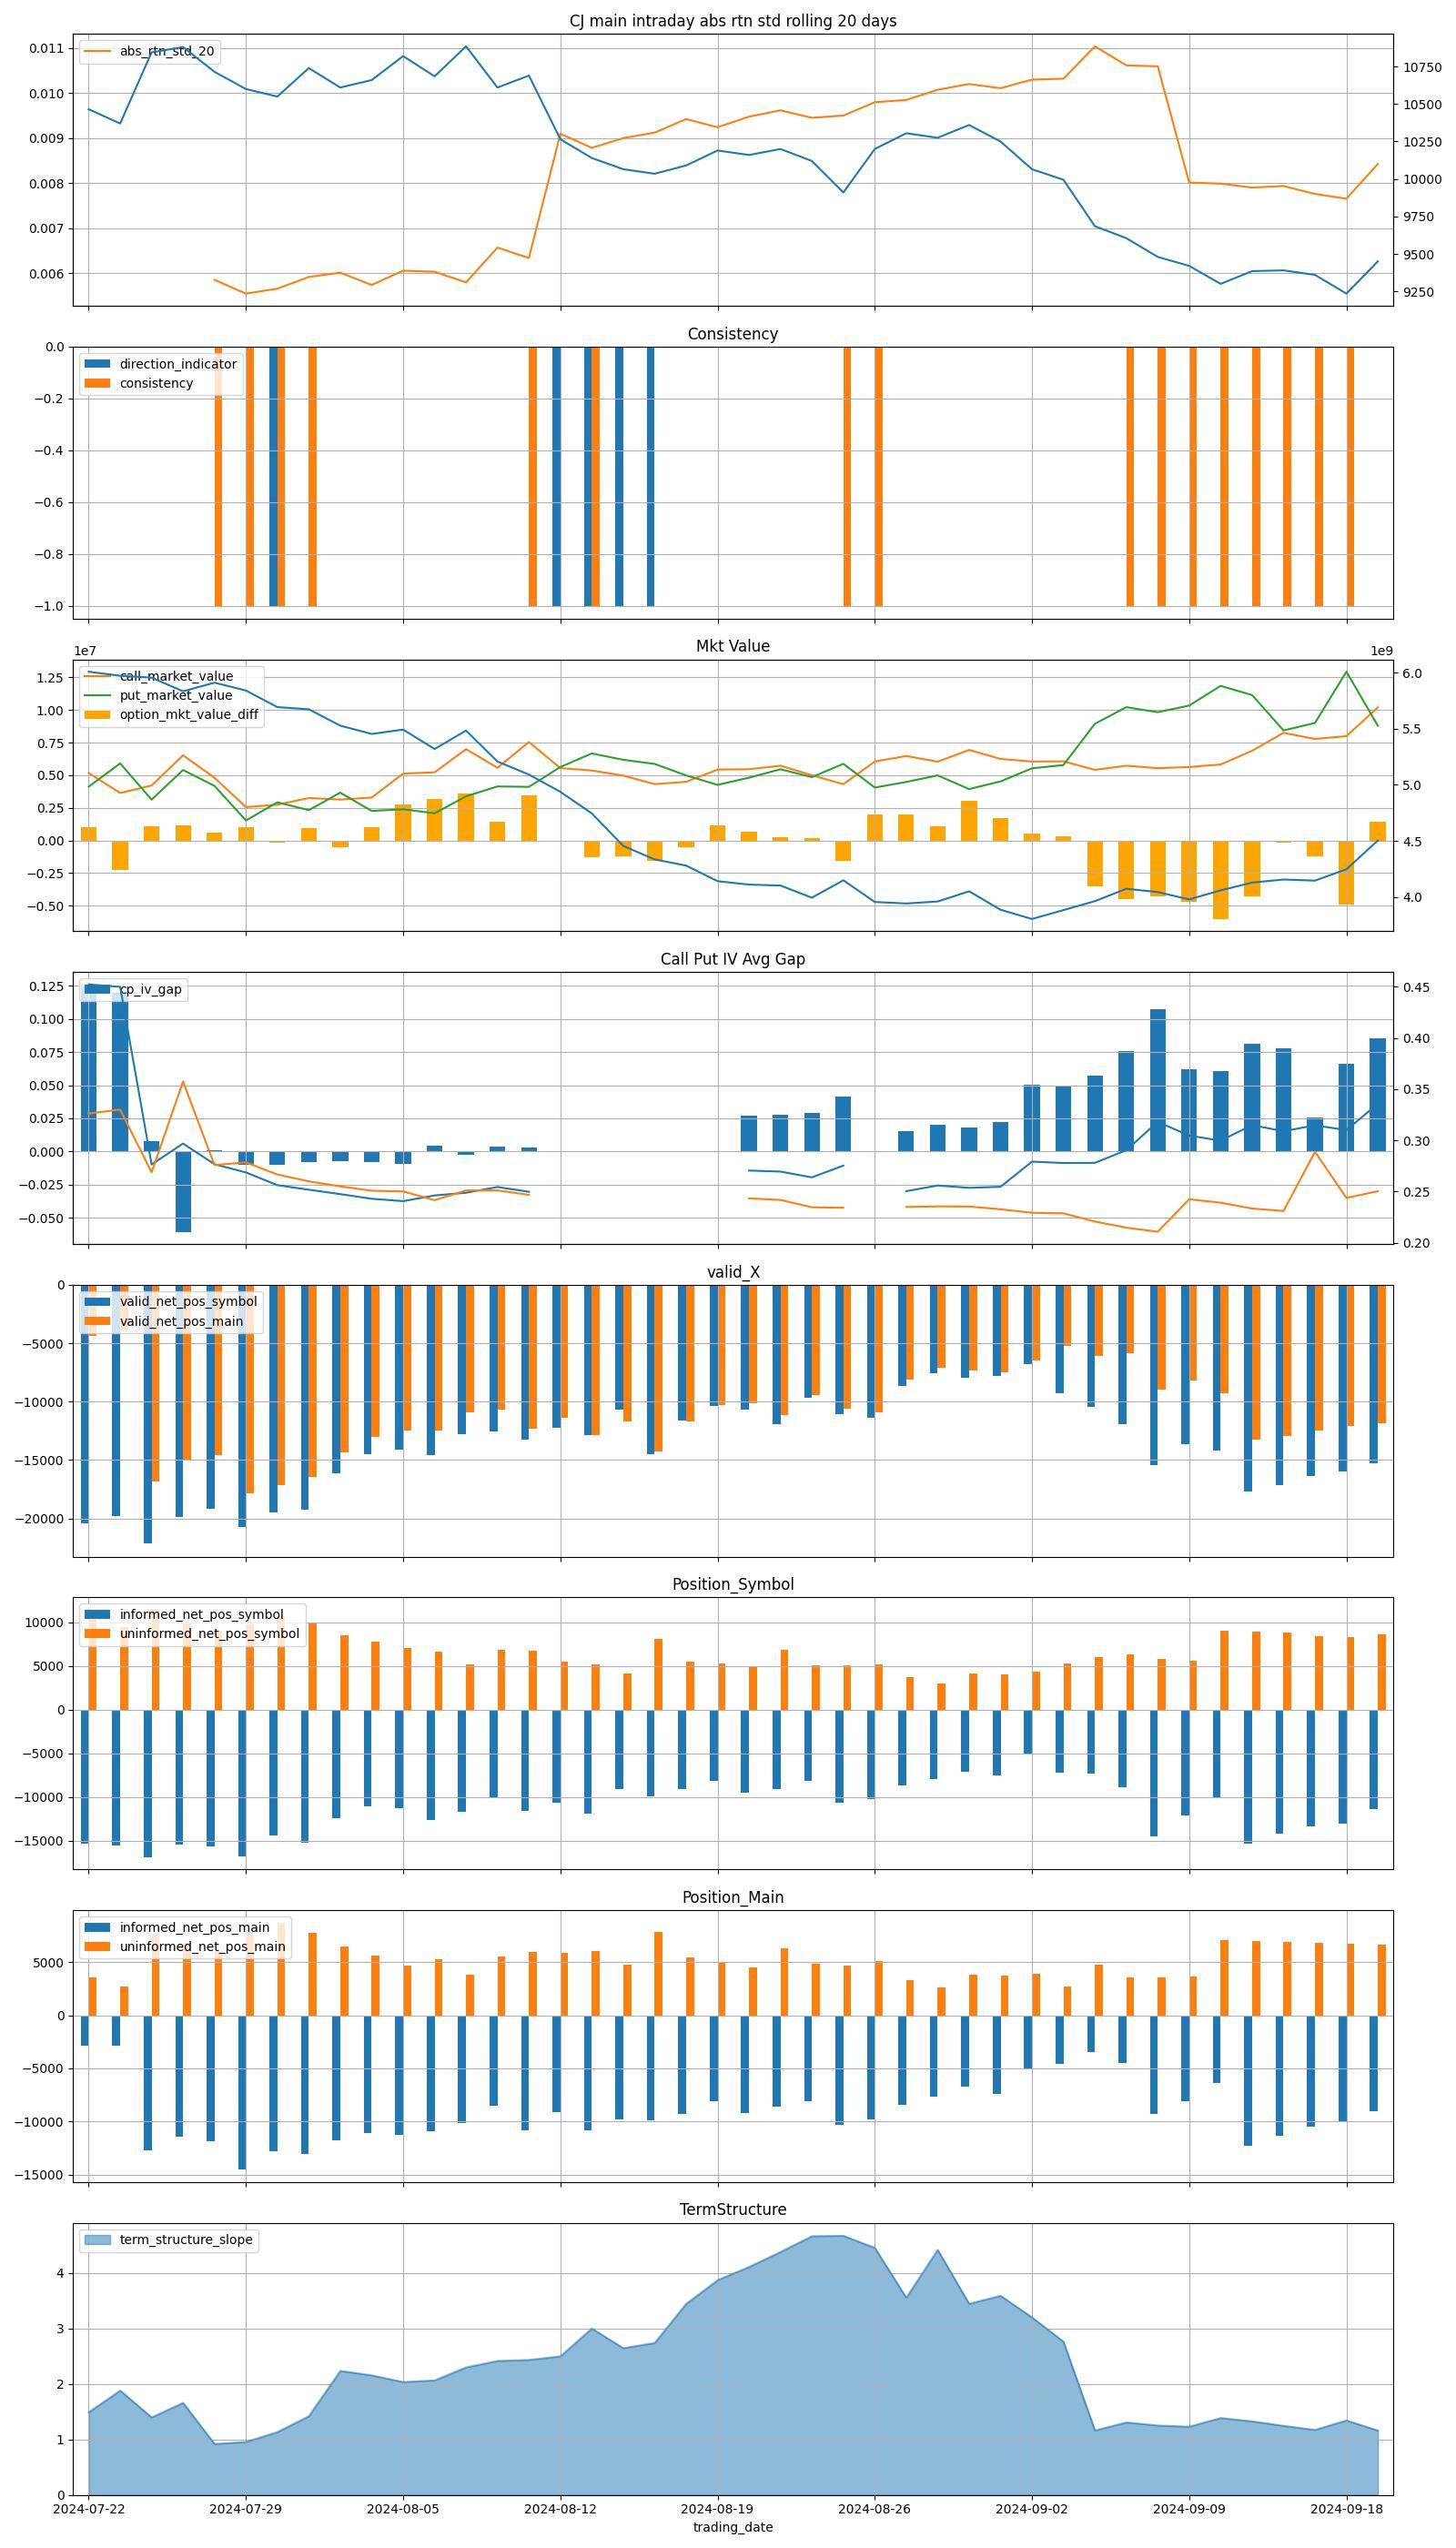 CJ main intraday abs rtn std rolling 20 days
abs_rtn_std_20
0.011
0.010
0.009
0.008
0.007
0.006
10750
10500
10250
10000
9750
9500
9250
Consistency
direction_indicator
consistency
0.0
−0.2
−0.4
−0.6
−0.8
−1.0
Mkt Value
1e7
1e9
call_market_value
put_market_value
option_mkt_value_diff
1.25
1.00
0.75
0.50
0.25
0.00
−0.25
−0.50
6.0
5.5
5.0
4.5
4.0
Call Put IV Avg Gap
cp_iv_gap
0.125
0.100
0.075
0.050
0.025
0.000
−0.025
−0.050
0.45
0.40
0.35
0.30
0.25
0.20
valid_X
valid_net_pos_symbol
valid_net_pos_main
0
−5000
−10000
−15000
−20000
Position_Symbol
informed_net_pos_symbol
uninformed_net_pos_symbol
10000
5000
0
−5000
−10000
−15000
Position_Main
informed_net_pos_main
uninformed_net_pos_main
5000
0
−5000
−10000
−15000
TermStructure
term_structure_slope
4
3
2
1
0
2024-07-22 2024-07-29 2024-08-05 2024-08-12 2024-08-19 2024-08-26 2024-09-02 2024-09-09 2024-09-18
trading_date